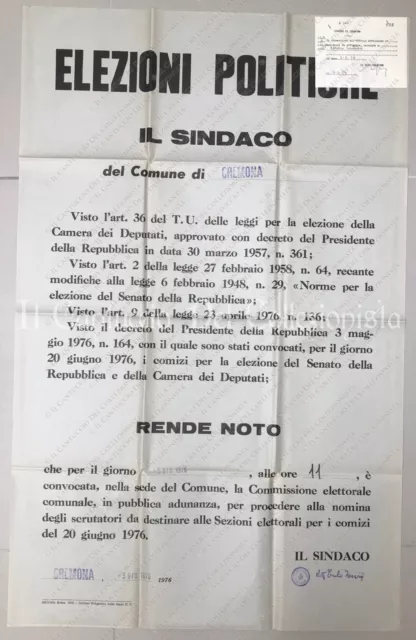 ELEZIONI POLITICHE
IL SINDACO
del Comune di CREMONA
Visto l'art. 36 del T. U. delle leggi per la elezione della
Camera dei Deputati, approvato con decreto del Presidente
della Repubblica in data 30 marzo 1957, n. 361;
Visto l'art. 2 della legge 27 febbraio 1958, n. 64, recante
modifiche alla legge 6 febbraio 1948, n. 29, «Norme per la
elezione del Senato della Repubblica»;
Visto l'art. 9 della legge 23 aprile 1976 n. 136;
Visto il decreto del Presidente della Repubblica 3 mag-
gio 1976, n. 164, con il quale sono stati convocati, per il giorno
20 giugno 1976, i comizi per la elezione del Senato della
Repubblica e della Camera dei Deputati;
RENDE NOTO
che per il giorno 1976, alle ore 11, è
convocata, nella sede del Comune, la Commissione elettorale
comunale, in pubblica adunanza, per procedere alla nomina
degli scrutatori da destinare alle Sezioni elettorali per i comizi
del 20 giugno 1976.
IL SINDACO
CREMONA, 1976